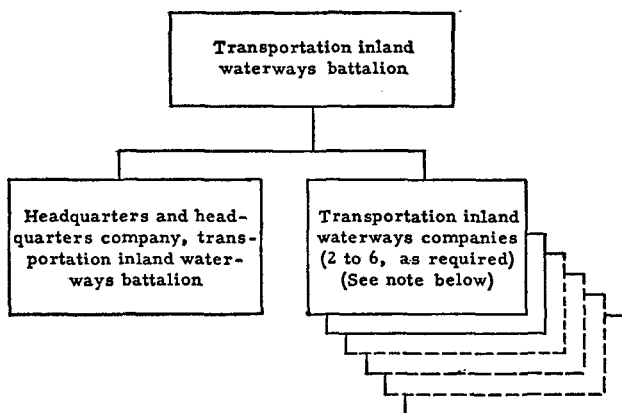 Transportation inland
waterways battalion
Headquarters and head-
quarters company, trans-
portation inland water-
ways battalion
Transportation inland
waterways companies
(2 to 6, as required)
(See note below)